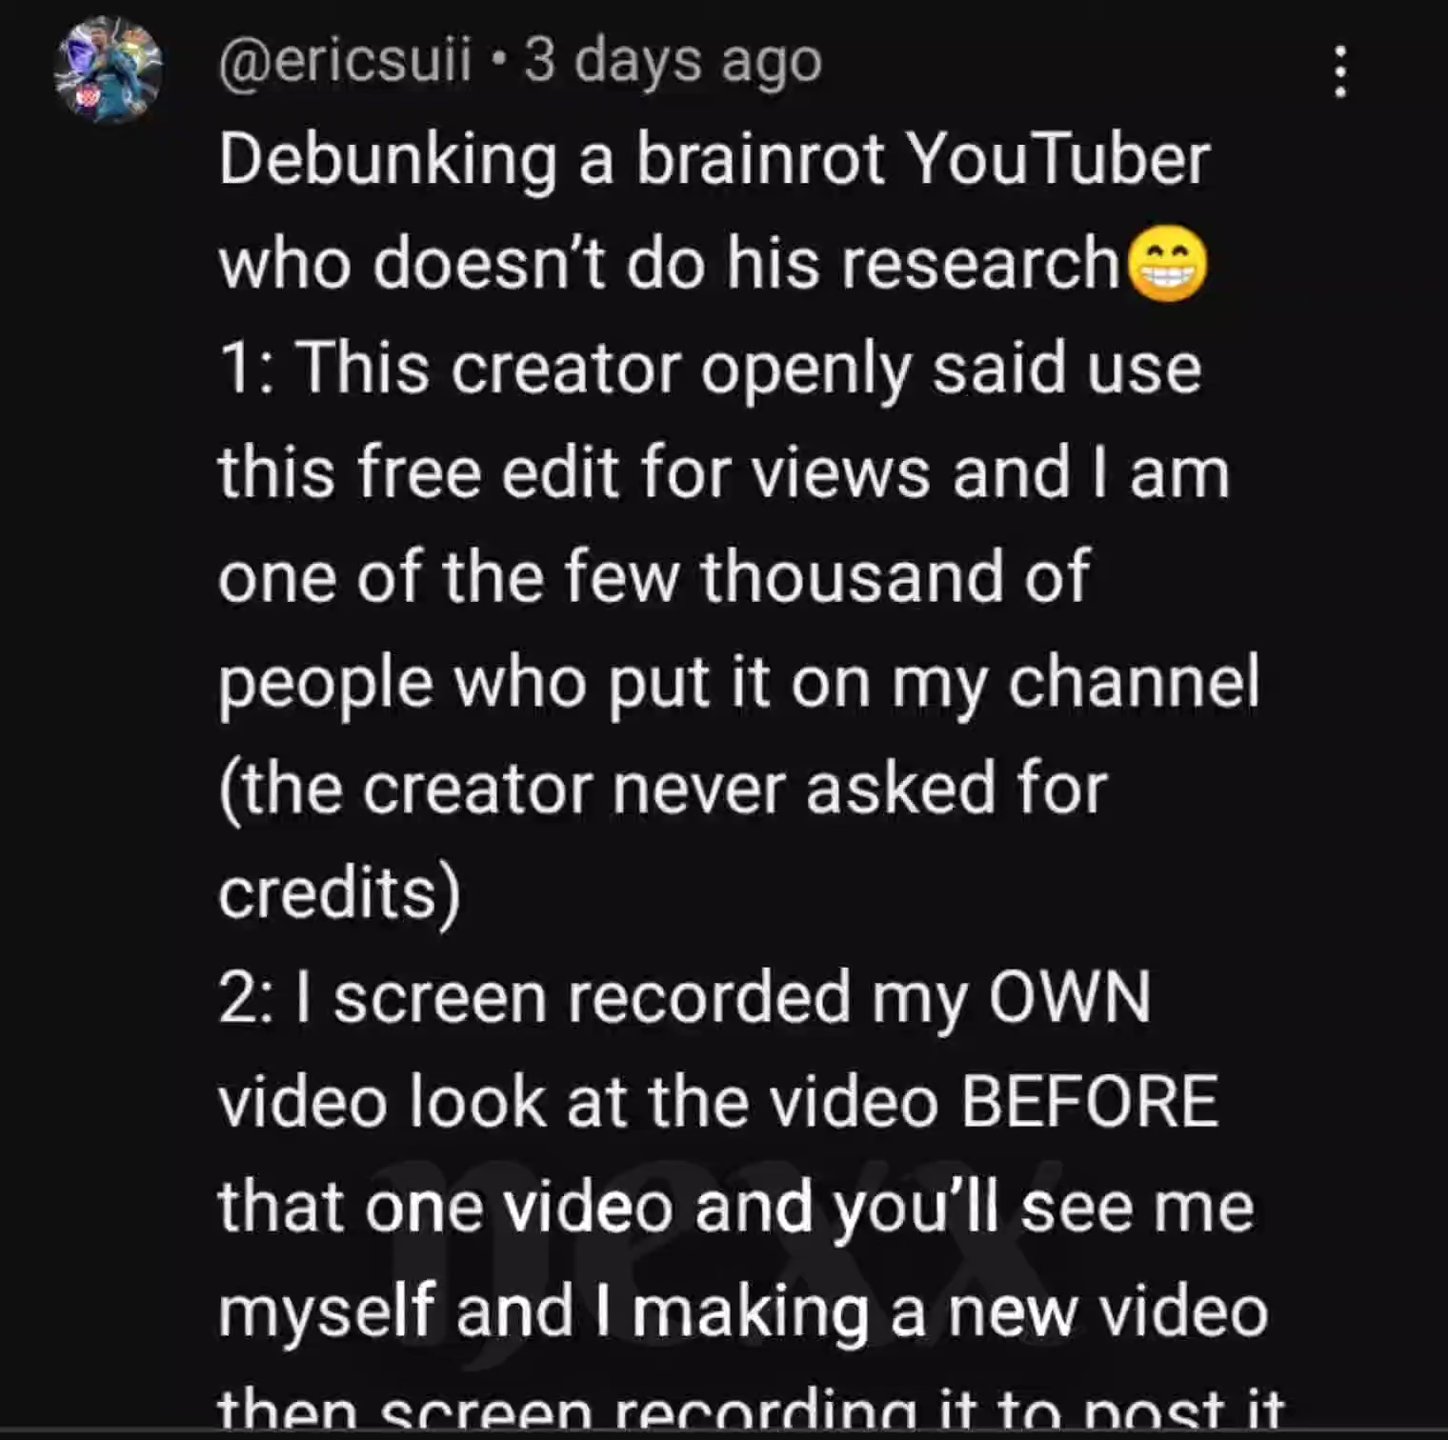 @ericsuii • 3 days ago
Debunking a brainrot YouTuber
who doesn’t do his research😁
1: This creator openly said use
this free edit for views and I am
one of the few thousand of
people who put it on my channel
(the creator never asked for
credits)
2: I screen recorded my OWN
video look at the video BEFORE
that one video and you’ll see me
myself and I making a new video
then screen recording it to post it
nexx